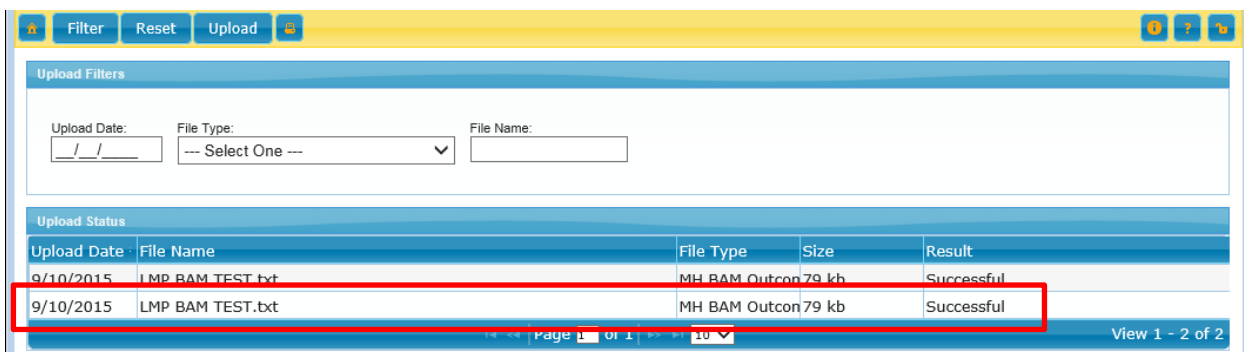 Filter Reset Upload
Upload Filters
Upload Date: File Type: File Name:
__/__/____ --- Select One ---
Upload Status
Upload Date File Name File Type Size Result
9/10/2015 LMP BAM TEST.txt MH BAM Outcon 79 kb Successful
9/10/2015 LMP BAM TEST.txt MH BAM Outcon 79 kb Successful
Page 1 of 1 10 View 1 - 2 of 2